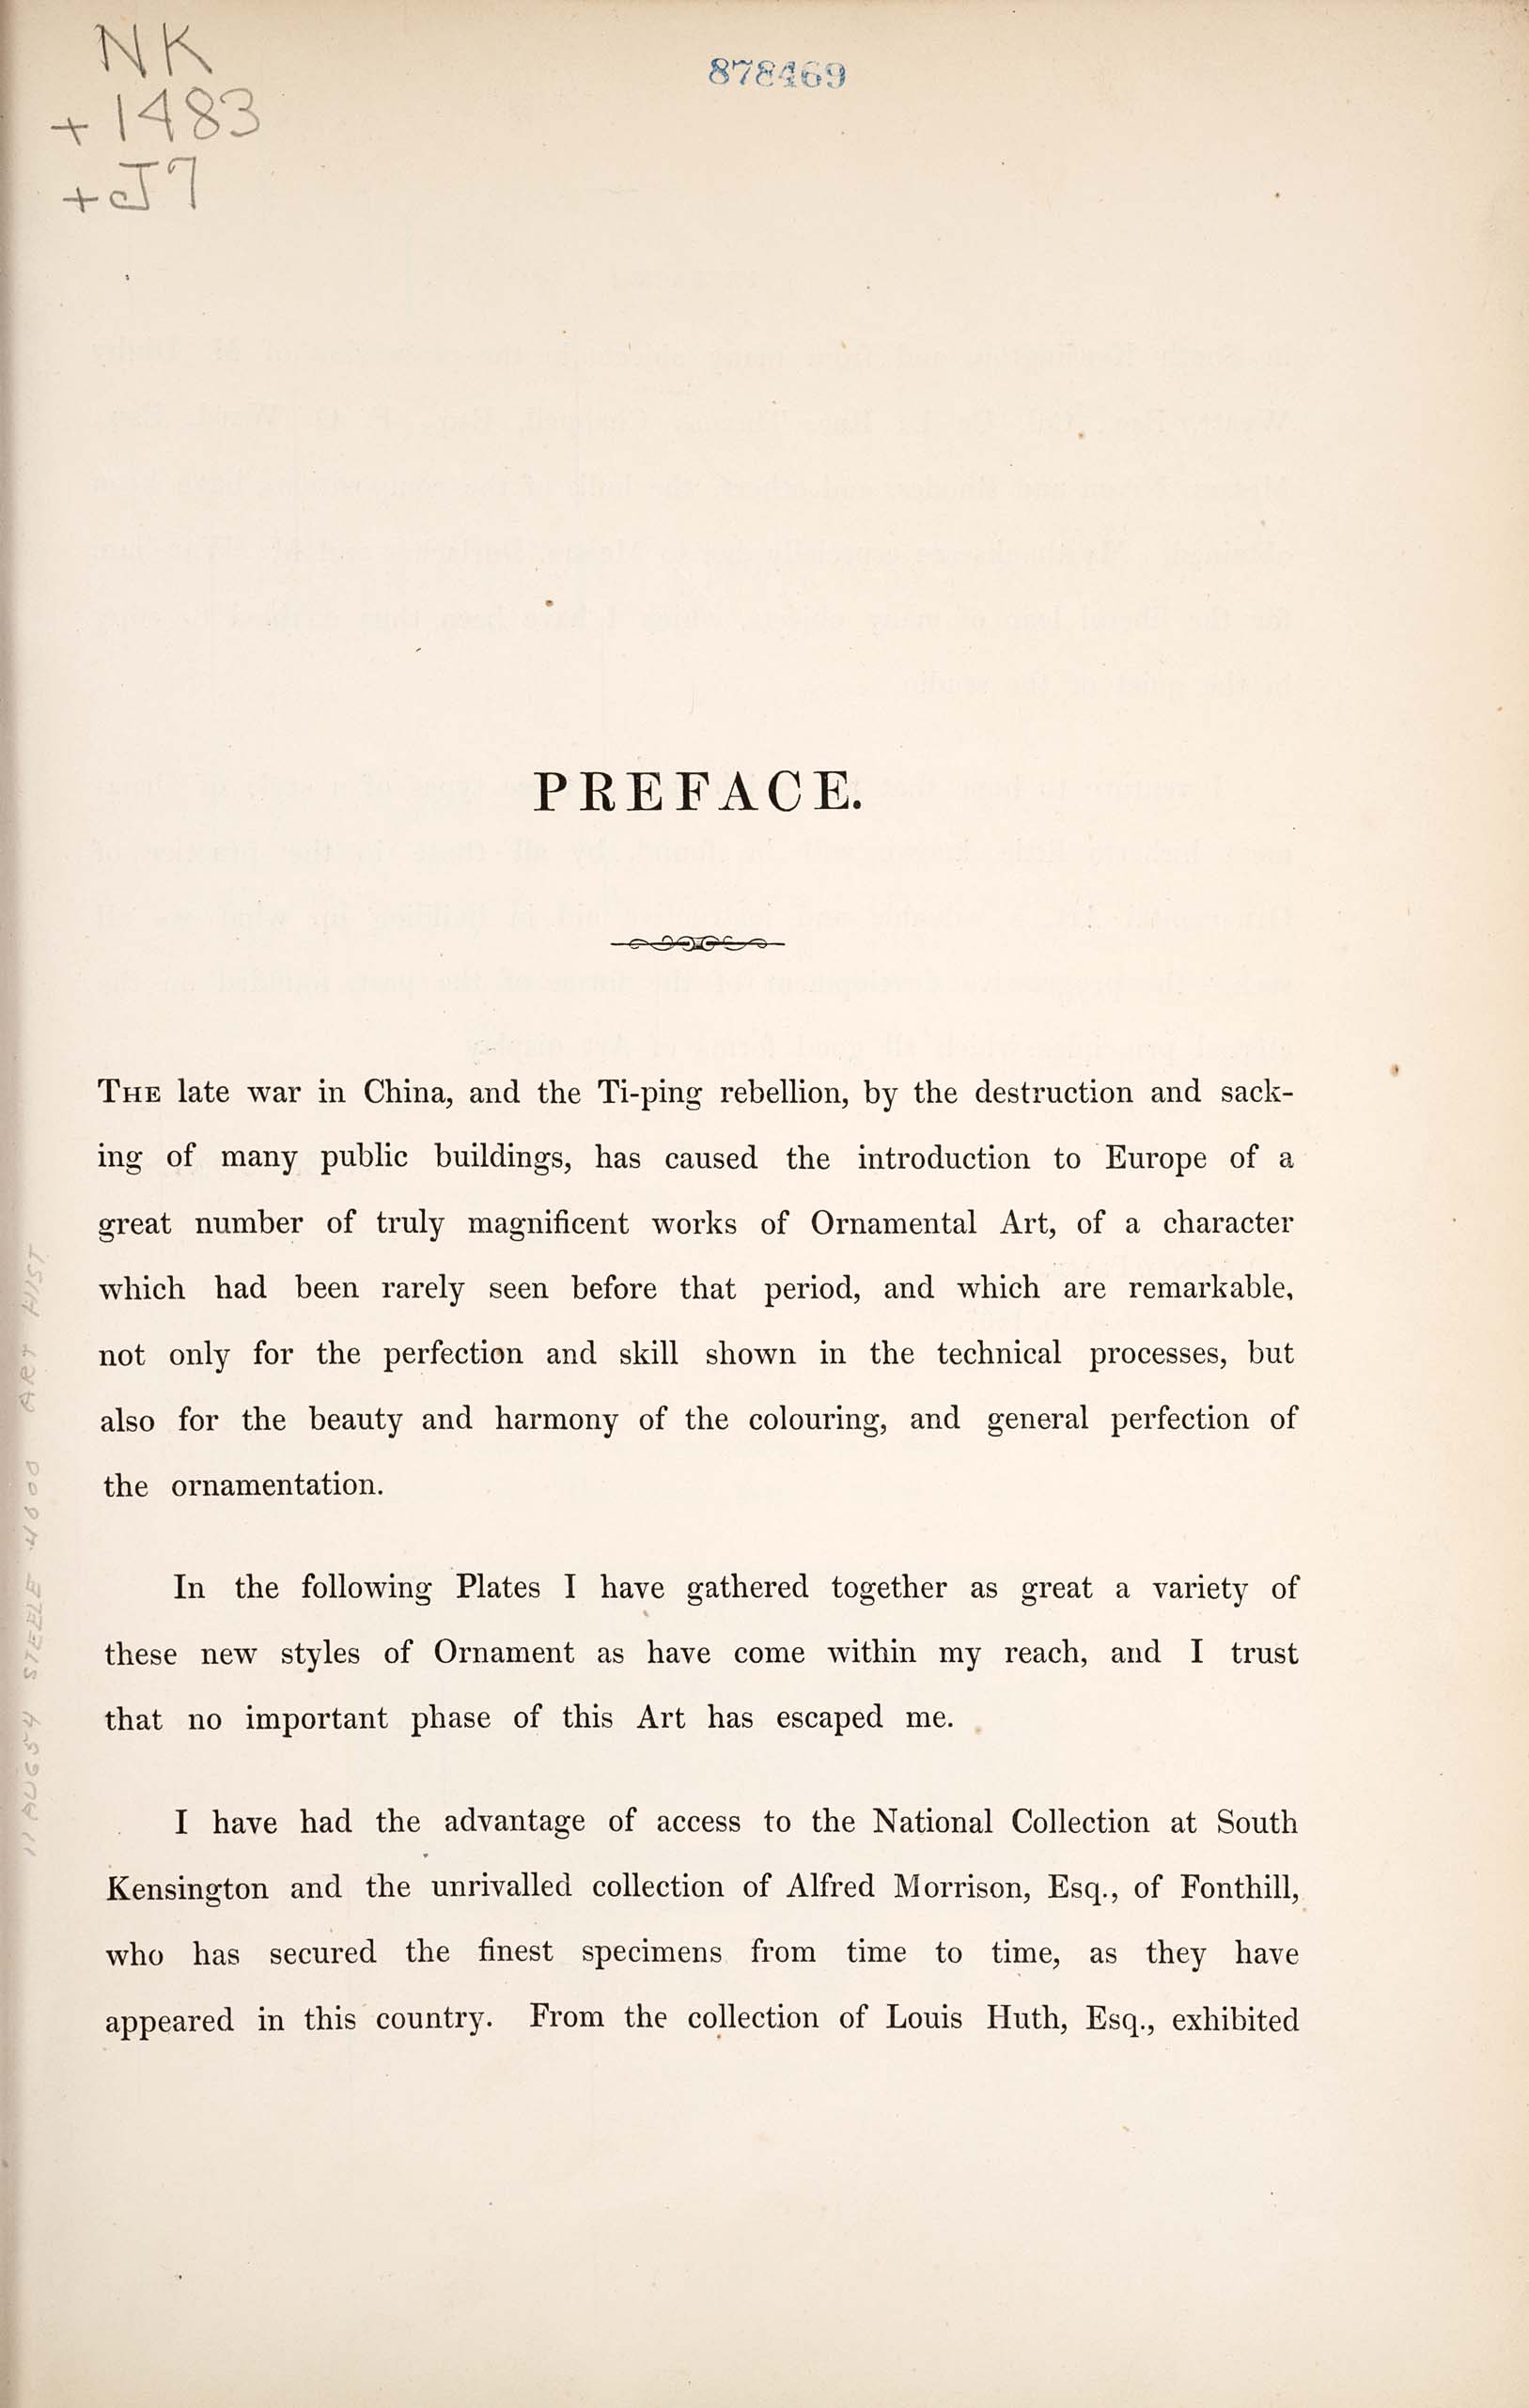 NK
+1483
+J7
878469
PREFACE.
THE late war in China, and the Ti-ping rebellion, by the destruction and sack-
ing of many public buildings, has caused the introduction to Europe of a
great number of truly magnificent works of Ornamental Art, of a character
which had been rarely seen before that period, and which are remarkable,
not only for the perfection and skill shown in the technical processes, but
also for the beauty and harmony of the colouring, and general perfection of
the ornamentation.
In the following Plates I have gathered together as great a variety of
these new styles of Ornament as have come within my reach, and I trust
that no important phase of this Art has escaped me.
I have had the advantage of access to the National Collection at South
Kensington and the unrivalled collection of Alfred Morrison, Esq., of Fonthill,
who has secured the finest specimens from time to time, as they have
appeared in this country. From the collection of Louis Huth, Esq., exhibited
11 AUG 54 STEELE 4000 ART HIST